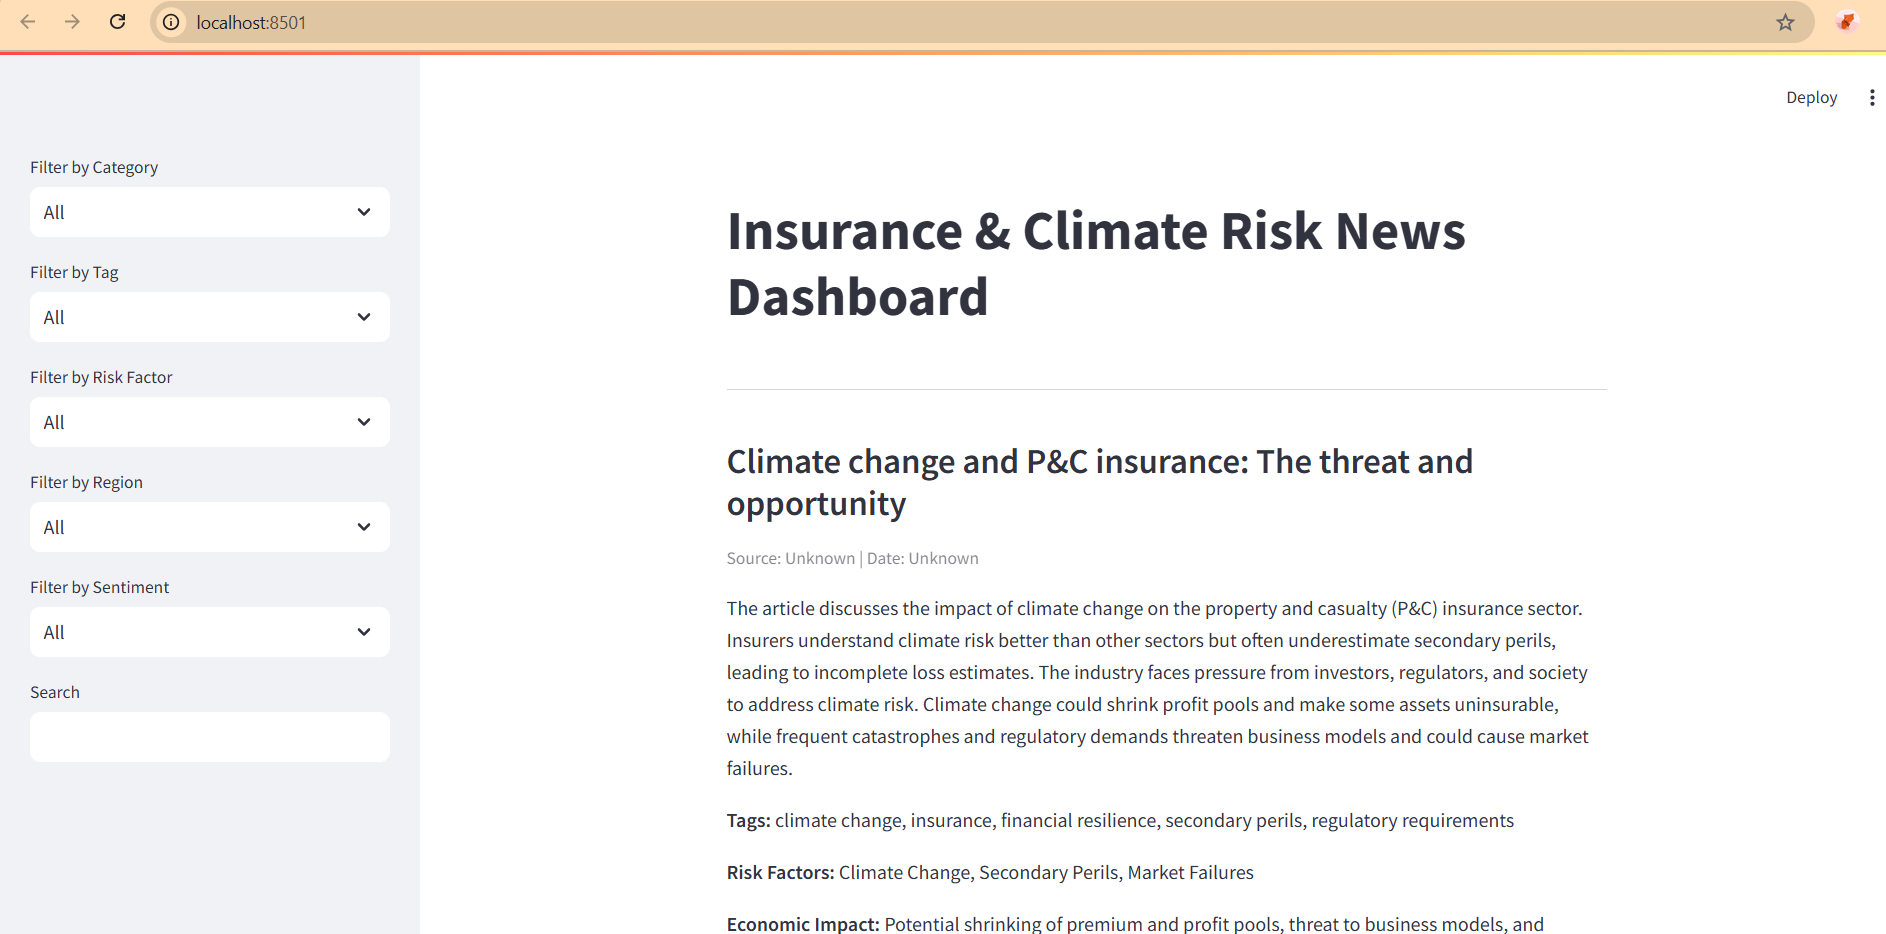 localhost:8501
Deploy
Filter by Category
All
Filter by Tag
All
Filter by Risk Factor
All
Filter by Region
All
Filter by Sentiment
All
Search
Insurance & Climate Risk News
Dashboard
Climate change and P&C insurance: The threat and
opportunity
Source: Unknown | Date: Unknown
The article discusses the impact of climate change on the property and casualty (P&C) insurance sector.
Insurers understand climate risk better than other sectors but often underestimate secondary perils,
leading to incomplete loss estimates. The industry faces pressure from investors, regulators, and society
to address climate risk. Climate change could shrink profit pools and make some assets uninsurable,
while frequent catastrophes and regulatory demands threaten business models and could cause market
failures.
Tags: climate change, insurance, financial resilience, secondary perils, regulatory requirements
Risk Factors: Climate Change, Secondary Perils, Market Failures
Economic Impact: Potential shrinking of premium and profit pools, threat to business models, and